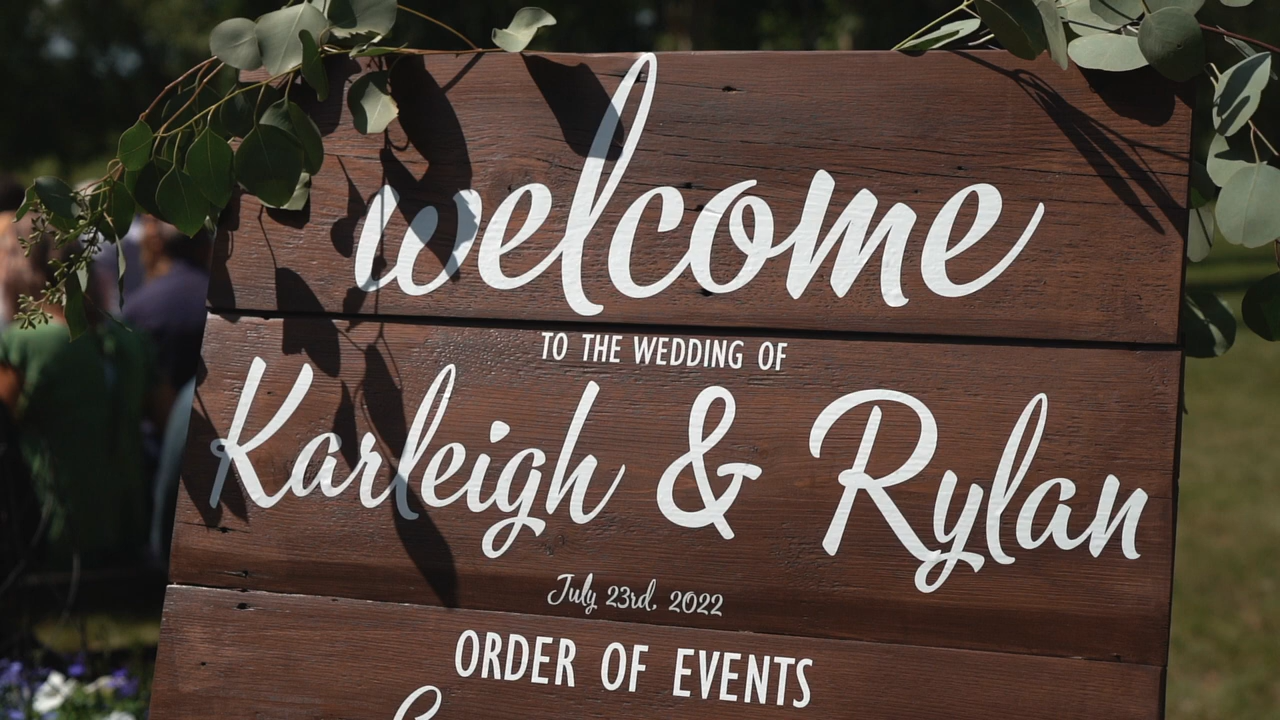 welcome
TO THE WEDDING OF
Karleigh & Rylan
July 23rd, 2022
ORDER OF EVENTS